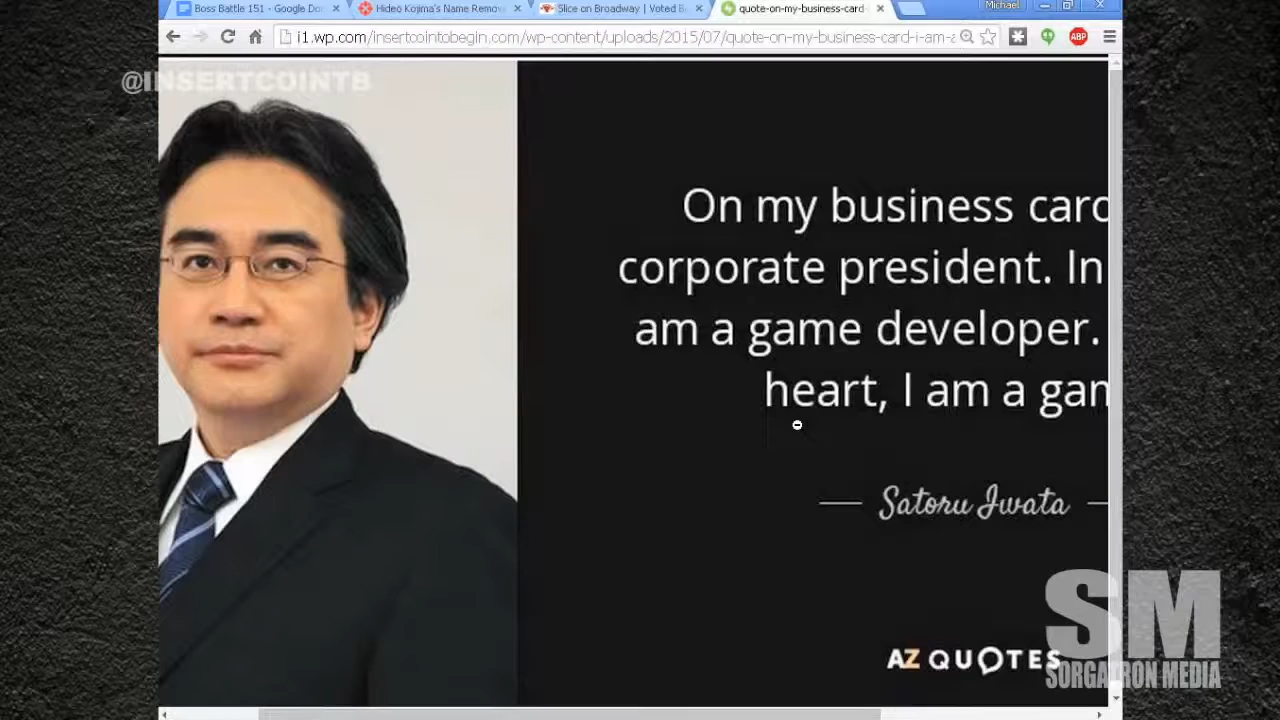 Boss Battle 151 - Google Do
Hideo Kojima's Name Remov
Slice on Broadway | Voted B
quote-on-my-business-card-
Michael
i1.wp.com/insertcointobegin.com/wp-content/uploads/2015/07/quote-on-my-business-card-i-am-a
ABP
@INSERTCOINTB
On my business card
corporate president. In
am a game developer.
heart, I am a gam
Satoru Iwata
AZ QUOTES
SM
SORGATRON MEDIA